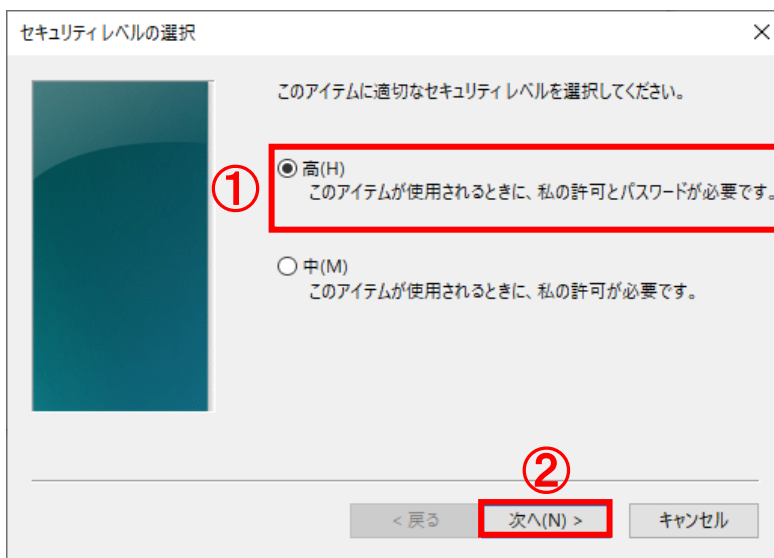 セキュリティ レベルの選択
このアイテムに適切なセキュリティ レベルを選択してください。
①
高(H)
このアイテムが使用されるときに、私の許可とパスワードが必要です。
中(M)
このアイテムが使用されるときに、私の許可が必要です。
②
< 戻る 次へ(N) > キャンセル